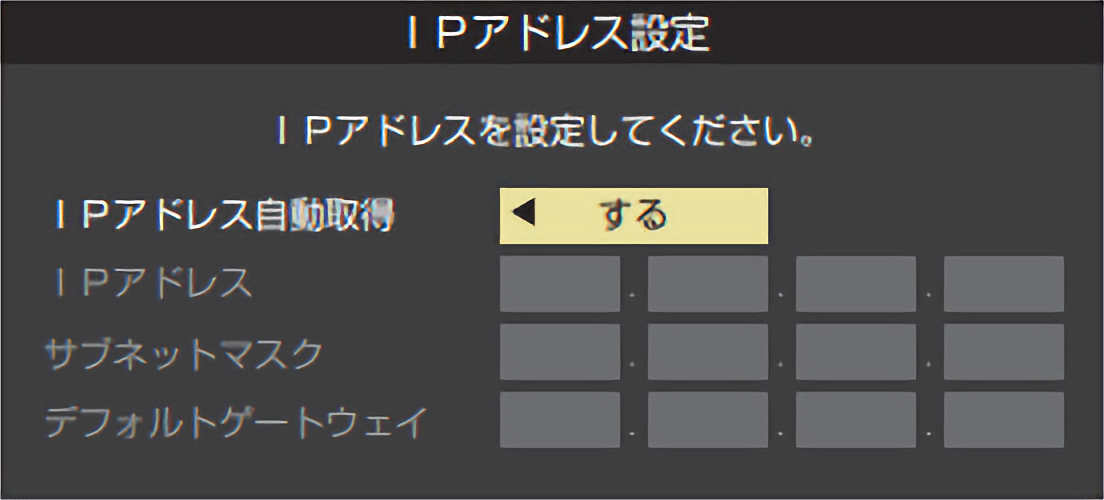 IPアドレス設定
IPアドレスを設定してください。
IPアドレス自動取得 ◀ する
IPアドレス . . .
サブネットマスク . . .
デフォルトゲートウェイ . . .